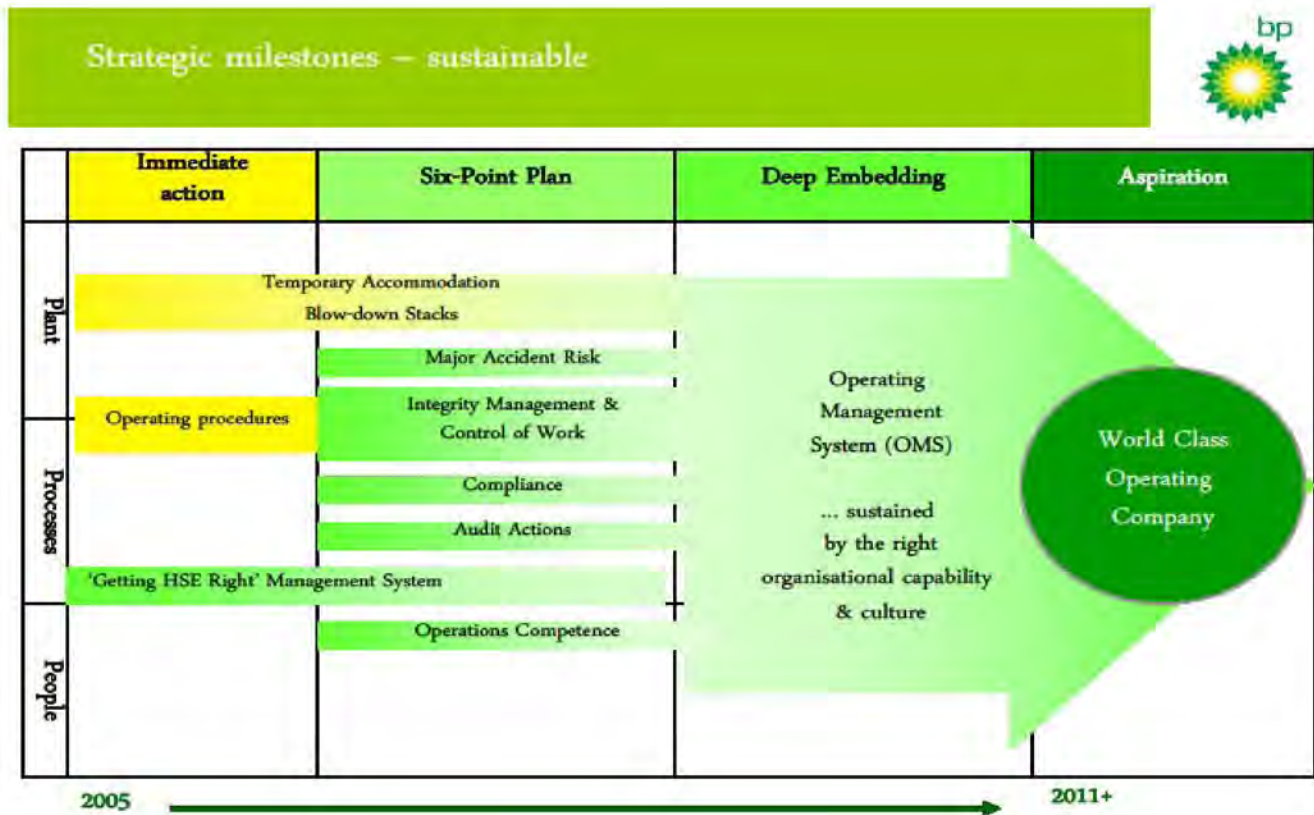 Strategic milestones – sustainable
bp
Immediate
action
Six-Point Plan
Deep Embedding
Aspiration
Plant
Processes
People
Temporary Accommodation
Blow-down Stacks
Major Accident Risk
Operating procedures
Integrity Management &
Control of Work
Compliance
Audit Actions
'Getting HSE Right' Management System
Operations Competence
Operating
Management
System (OMS)
... sustained
by the right
organisational capability
& culture
World Class
Operating
Company
2005
2011+